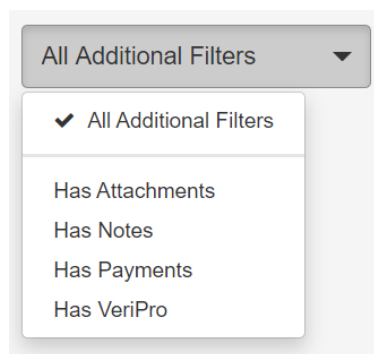 All Additional Filters
All Additional Filters
Has Attachments
Has Notes
Has Payments
Has VeriPro